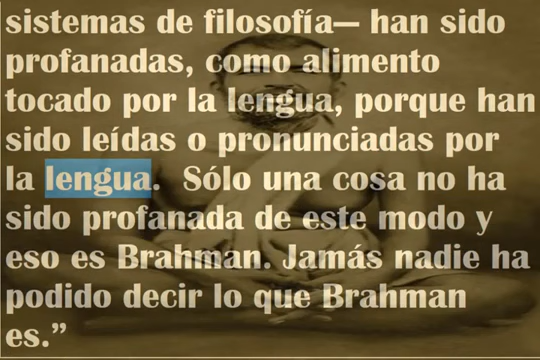 sistemas de filosofía— han sido
profanadas, como alimento
tocado por la lengua, porque han
sido leídas o pronunciadas por
la lengua.  Sólo una cosa no ha
sido profanada de este modo y
eso es Brahman. Jamás nadie ha
podido decir lo que Brahman
es.”